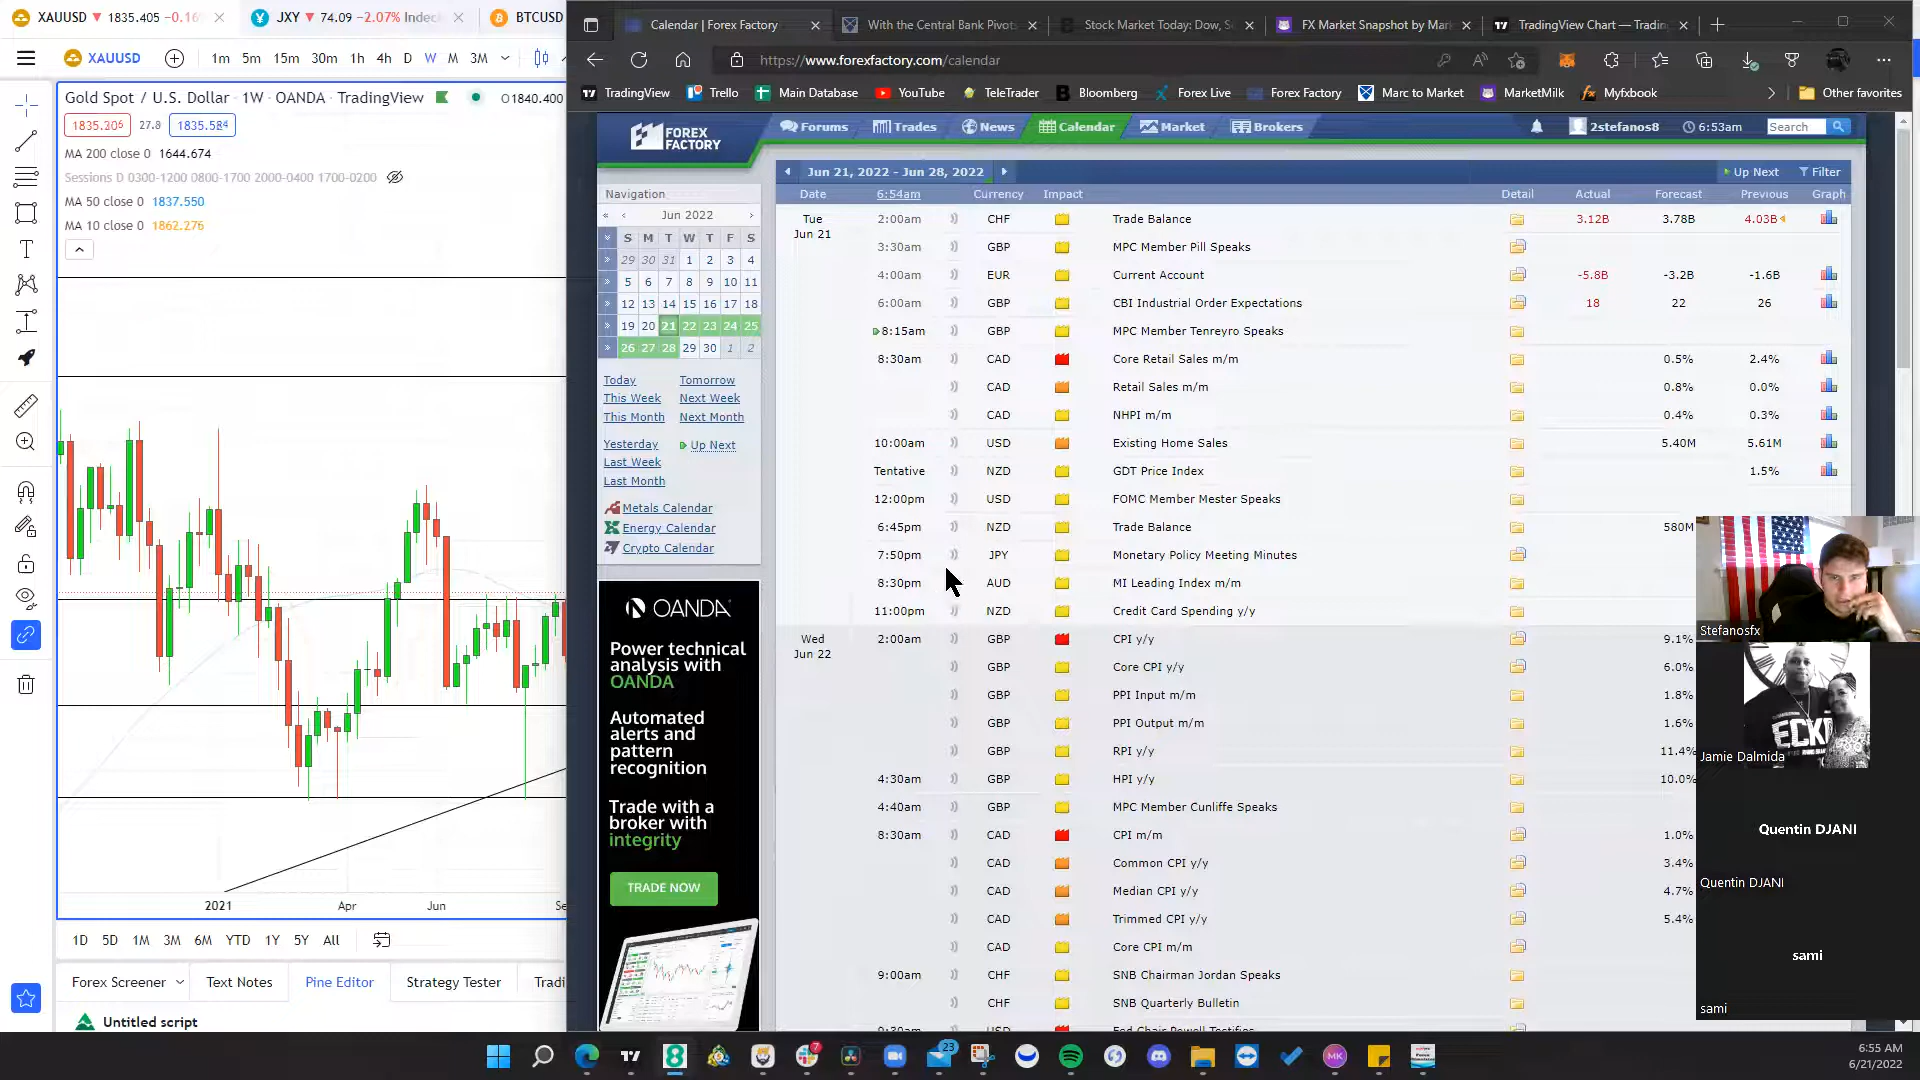 XAUUSD 1835.405 -0.16
JXY 74.09 -2.07% Indec
BTCUSD
Calendar | Forex Factory
With the Central Bank Pivots
Stock Market Today: Dow, S
FX Market Snapshot by Mar
TradingView Chart — Trading
XAUUSD
1m 5m 15m 30m 1h 4h D W M 3M
https://www.forexfactory.com/calendar
TradingView Trello Main Database YouTube TeleTrader Bloomberg Forex Live Forex Factory Marc to Market MarketMilk Myfxbook Other favorites
Gold Spot / U.S. Dollar · 1W · OANDA · TradingView O1840.400
1835.206 27.8 1835.584
MA 200 close 0 1644.674
Sessions D 0300-1200 0800-1700 2000-0400 1700-0200
MA 50 close 0 1837.550
MA 10 close 0 1862.276
2021 Apr Jun Se
1D 5D 1M 3M 6M YTD 1Y 5Y All
Forex Screener Text Notes Pine Editor Strategy Tester Tradi
Untitled script
FOREX FACTORY
Forums Trades News Calendar Market Brokers
2stefanos8 6:53am Search
Navigation
Jun 2022
S M T W T F S
29 30 31 1 2 3 4
5 6 7 8 9 10 11
12 13 14 15 16 17 18
19 20 21 22 23 24 25
26 27 28 29 30 1 2
Today Tomorrow
This Week Next Week
This Month Next Month
Yesterday Up Next
Last Week
Last Month
Metals Calendar
Energy Calendar
Crypto Calendar
OANDA
Power technical
analysis with
OANDA
Automated
alerts and
pattern
recognition
Trade with a
broker with
integrity
TRADE NOW
Jun 21, 2022 - Jun 28, 2022 Up Next Filter
Date 6:54am Currency Impact Detail Actual Forecast Previous Graph
Tue Jun 21 2:00am CHF Trade Balance 3.12B 3.78B 4.03B
3:30am GBP MPC Member Pill Speaks
4:00am EUR Current Account -5.8B -3.2B -1.6B
6:00am GBP CBI Industrial Order Expectations 18 22 26
8:15am GBP MPC Member Tenreyro Speaks
8:30am CAD Core Retail Sales m/m 0.5% 2.4%
CAD Retail Sales m/m 0.8% 0.0%
CAD NHPI m/m 0.4% 0.3%
10:00am USD Existing Home Sales 5.40M 5.61M
Tentative NZD GDT Price Index 1.5%
12:00pm USD FOMC Member Mester Speaks
6:45pm NZD Trade Balance 580M
7:50pm JPY Monetary Policy Meeting Minutes
8:30pm AUD MI Leading Index m/m
11:00pm NZD Credit Card Spending y/y
Wed Jun 22 2:00am GBP CPI y/y 9.1%
GBP Core CPI y/y 6.0%
GBP PPI Input m/m 1.8%
GBP PPI Output m/m 1.6%
GBP RPI y/y 11.4%
4:30am GBP HPI y/y 10.0%
4:40am GBP MPC Member Cunliffe Speaks
8:30am CAD CPI m/m 1.0%
CAD Common CPI y/y 3.4%
CAD Median CPI y/y 4.7%
CAD Trimmed CPI y/y 5.4%
CAD Core CPI m/m
9:00am CHF SNB Chairman Jordan Speaks
CHF SNB Quarterly Bulletin
9:30am USD Fed Chair Powell Testifies
Stefanosfx
ECK
Jamie Dalmida
Quentin DJANI
Quentin DJANI
sami
sami
7
23
MK
6:55 AM
6/21/2022